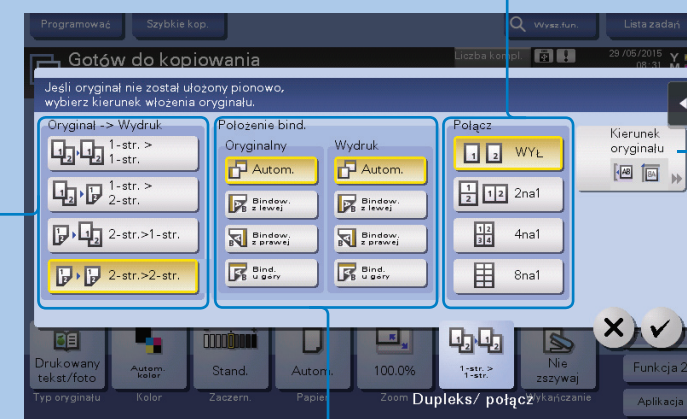 Programować
Szybkie kop.
Wysz.fun.
Lista zadań
Gotów do kopiowania
Liczba kompl.
29/05/2015
08:31
Y
M
Jeśli oryginał nie został ułożony pionowo,
wybierz kierunek włożenia oryginału.
Oryginał -> Wydruk
1-str. >
1-str.
1-str. >
2-str.
2-str.>1-str.
2-str.>2-str.
Położenie bind.
Oryginalny
Wydruk
Autom.
Autom.
Bindow.
z lewej
Bindow.
z lewej
Bindow.
z prawej
Bindow.
z prawej
Bind.
u góry
Bind.
u góry
Połącz
WYŁ
2na1
4na1
8na1
Kierunek
oryginału
Drukowany
tekst/foto
Autom.
kolor
Stand.
Autom.
100.0%
1-str. >
1-str.
Nie
zszywaj
Funkcja 2
Typ oryginału
Kolor
Zaczern.
Papier
Zoom
Dupleks/ połącz
Wykańczanie
Aplikacja